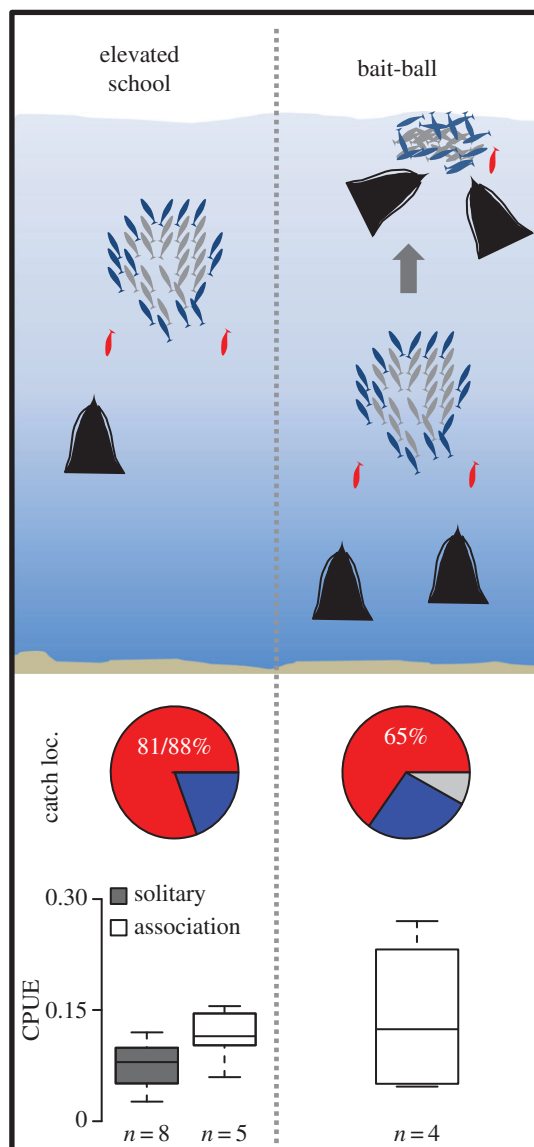 elevated
school
bait-ball
catch loc.
81/88%
65%
CPUE
0.30
0.15
0
solitary
association
n = 8
n = 5
n = 4